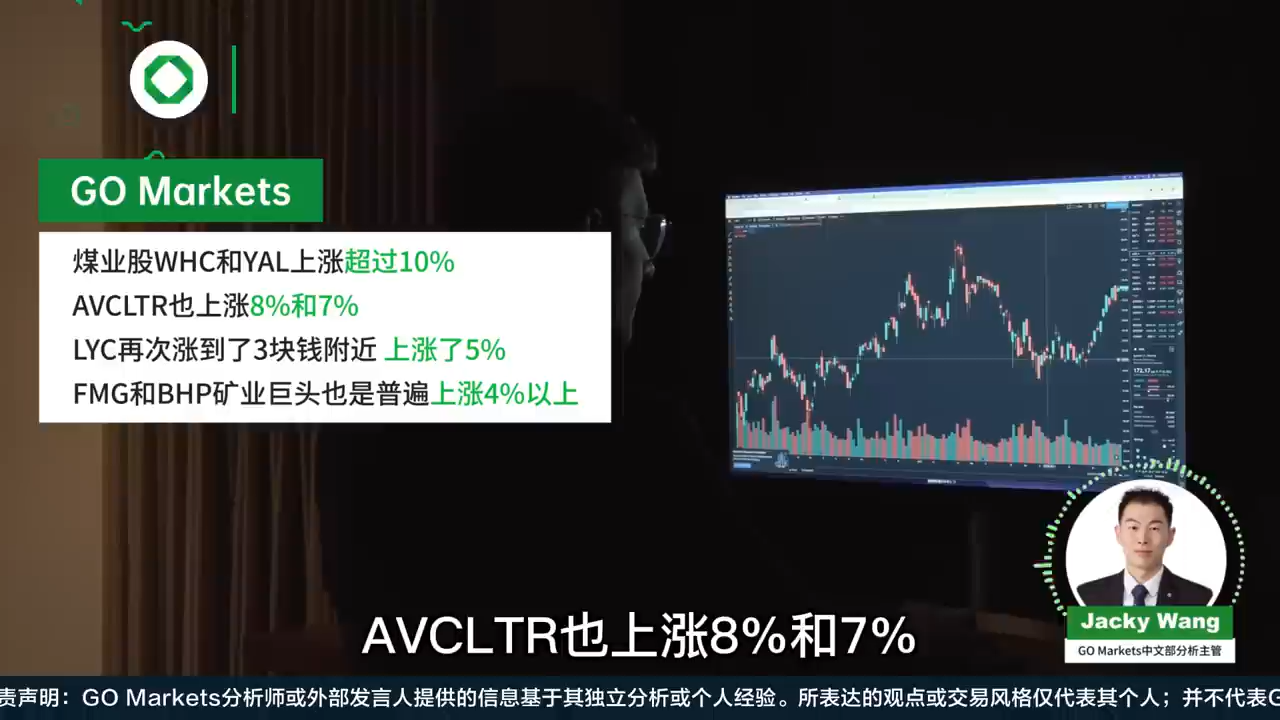 GO Markets
煤业股WHC和YAL上涨超过10%
AVCLTR也上涨8%和7%
LYC再次涨到了3块钱附近 上涨了5%
FMG和BHP矿业巨头也是普遍上涨4%以上
172.17
Jacky Wang
GO Markets中文部分析主管
AVCLTR也上涨8%和7%
责声明：GO Markets分析师或外部发言人提供的信息基于其独立分析或个人经验。所表达的观点或交易风格仅代表其个人；并不代表G